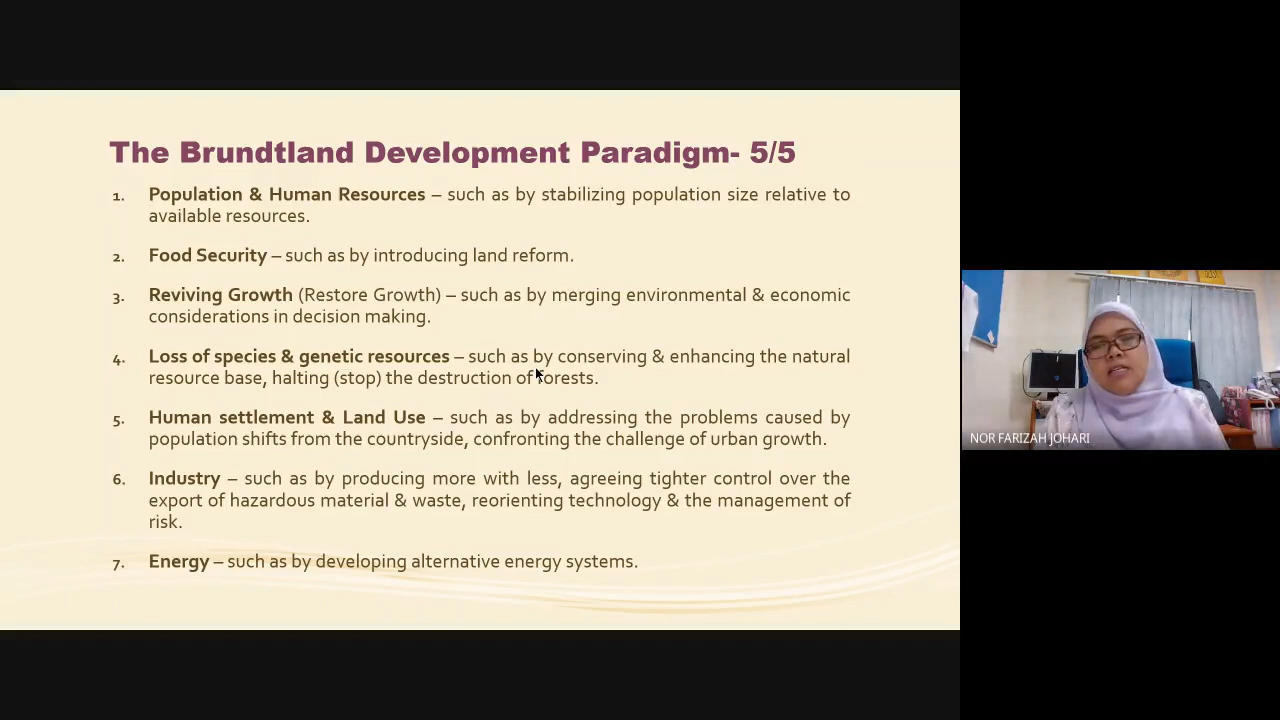 The Brundtland Development Paradigm- 5/5
1. Population & Human Resources – such as by stabilizing population size relative to
available resources.
2. Food Security – such as by introducing land reform.
3. Reviving Growth (Restore Growth) – such as by merging environmental & economic
considerations in decision making.
4. Loss of species & genetic resources – such as by conserving & enhancing the natural
resource base, halting (stop) the destruction of forests.
5. Human settlement & Land Use – such as by addressing the problems caused by
population shifts from the countryside, confronting the challenge of urban growth.
6. Industry – such as by producing more with less, agreeing tighter control over the
export of hazardous material & waste, reorienting technology & the management of
risk.
7. Energy – such as by developing alternative energy systems.
NOR FARIZAH JOHARI